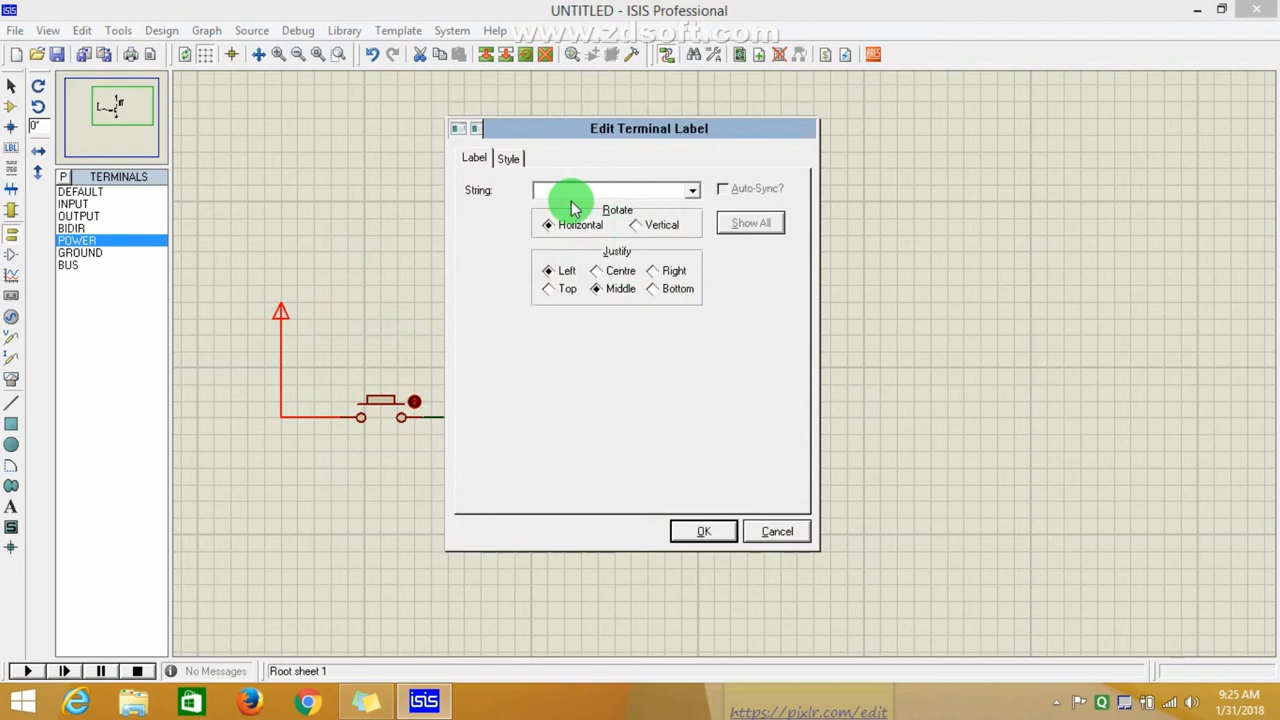 UNTITLED - ISIS Professional
www.zdsoft.com
File View Edit Tools Design Graph Source Debug Library Template System Help
ARES
0°
LBL
P TERMINALS
DEFAULT
INPUT
OUTPUT
BIDIR
POWER
GROUND
BUS
A
S
Edit Terminal Label
Label Style
String: Auto-Sync?
Rotate
Horizontal Vertical Show All
Justify
Left Centre Right
Top Middle Bottom
OK Cancel
No Messages Root sheet 1
isis
9:25 AM
1/31/2018
https://pixlr.com/edit